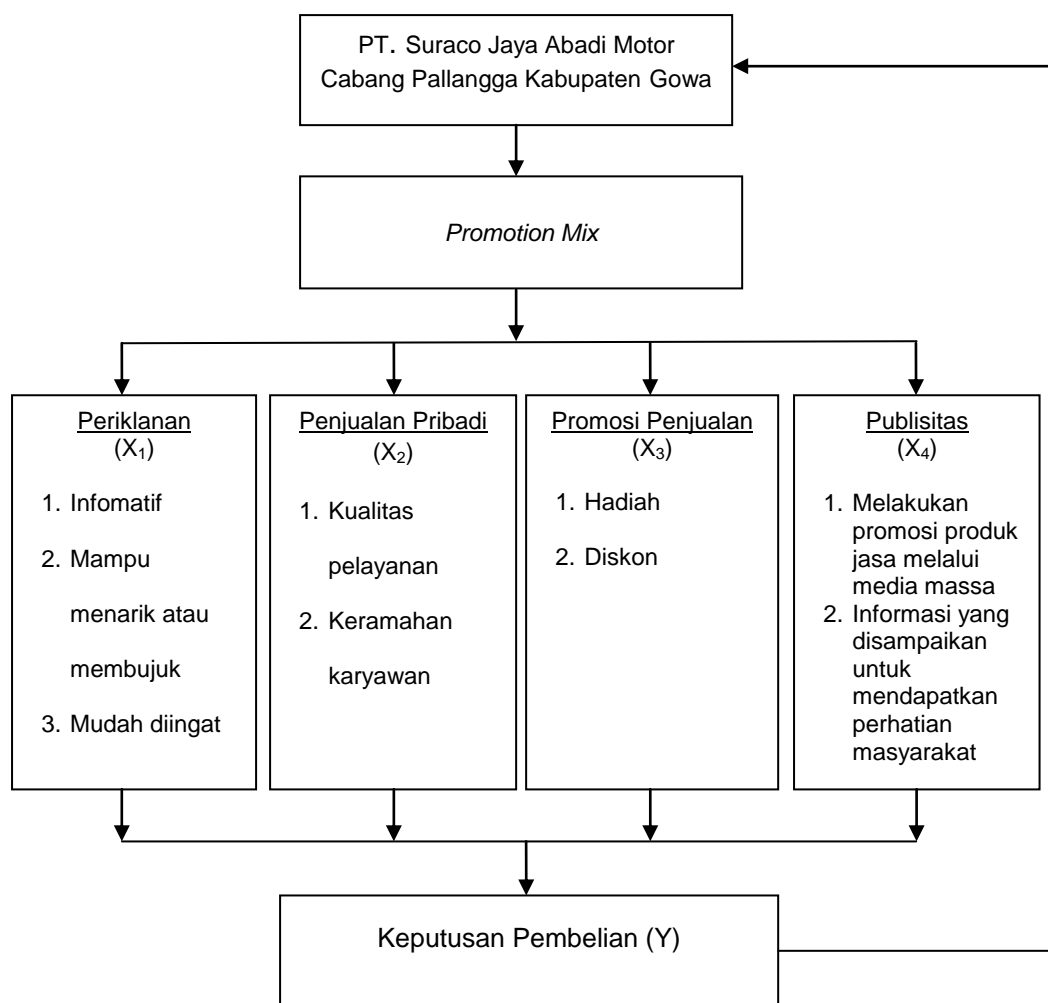 PT. Suraco Jaya Abadi Motor
Cabang Pallangga Kabupaten Gowa
Promotion Mix
Periklanan
(X₁)
1. Infomatif
2. Mampu
menarik atau
membujuk
3. Mudah diingat
Penjualan Pribadi
(X₂)
1. Kualitas
pelayanan
2. Keramahan
karyawan
Promosi Penjualan
(X₃)
1. Hadiah
2. Diskon
Publisitas
(X₄)
1. Melakukan
promosi produk
jasa melalui
media massa
2. Informasi yang
disampaikan
untuk
mendapatkan
perhatian
masyarakat
Keputusan Pembelian (Y)